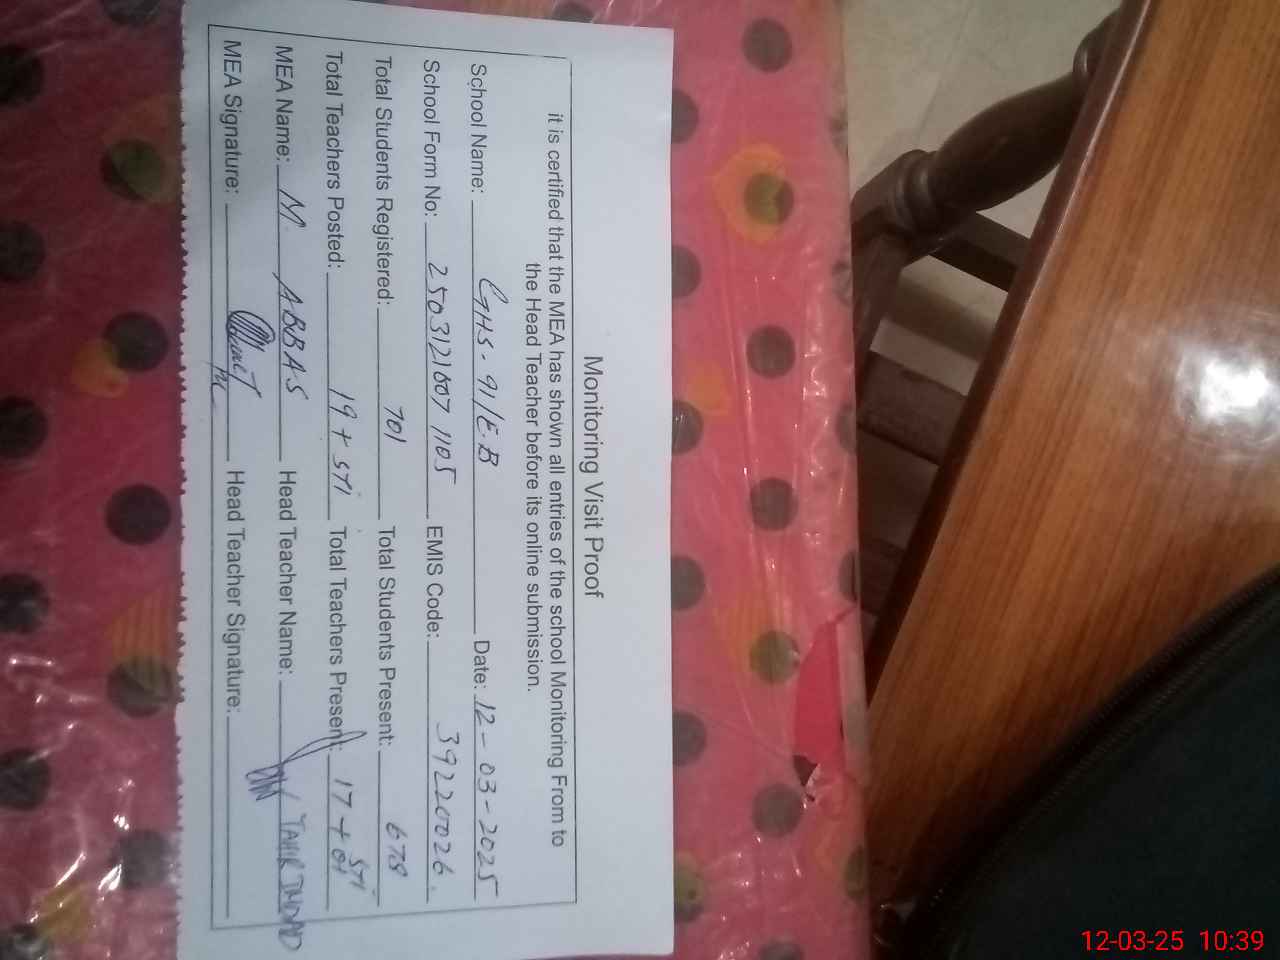 Monitoring Visit Proof
it is certified that the MEA has shown all entries of the school Monitoring From to
the Head Teacher before its online submission.
School Name: GHS. 91/E.B Date: 12-03-2025
School Form No: 25031216071105 EMIS Code: 39220026.
Total Students Registered: 701 Total Students Present: 678
Total Teachers Posted: 19 + STI Total Teachers Present: 17 + STI 01
MEA Name: M. ABBAS Head Teacher Name: TAHIR IMDAD
MEA Signature: Head Teacher Signature:
12-03-25 10:39